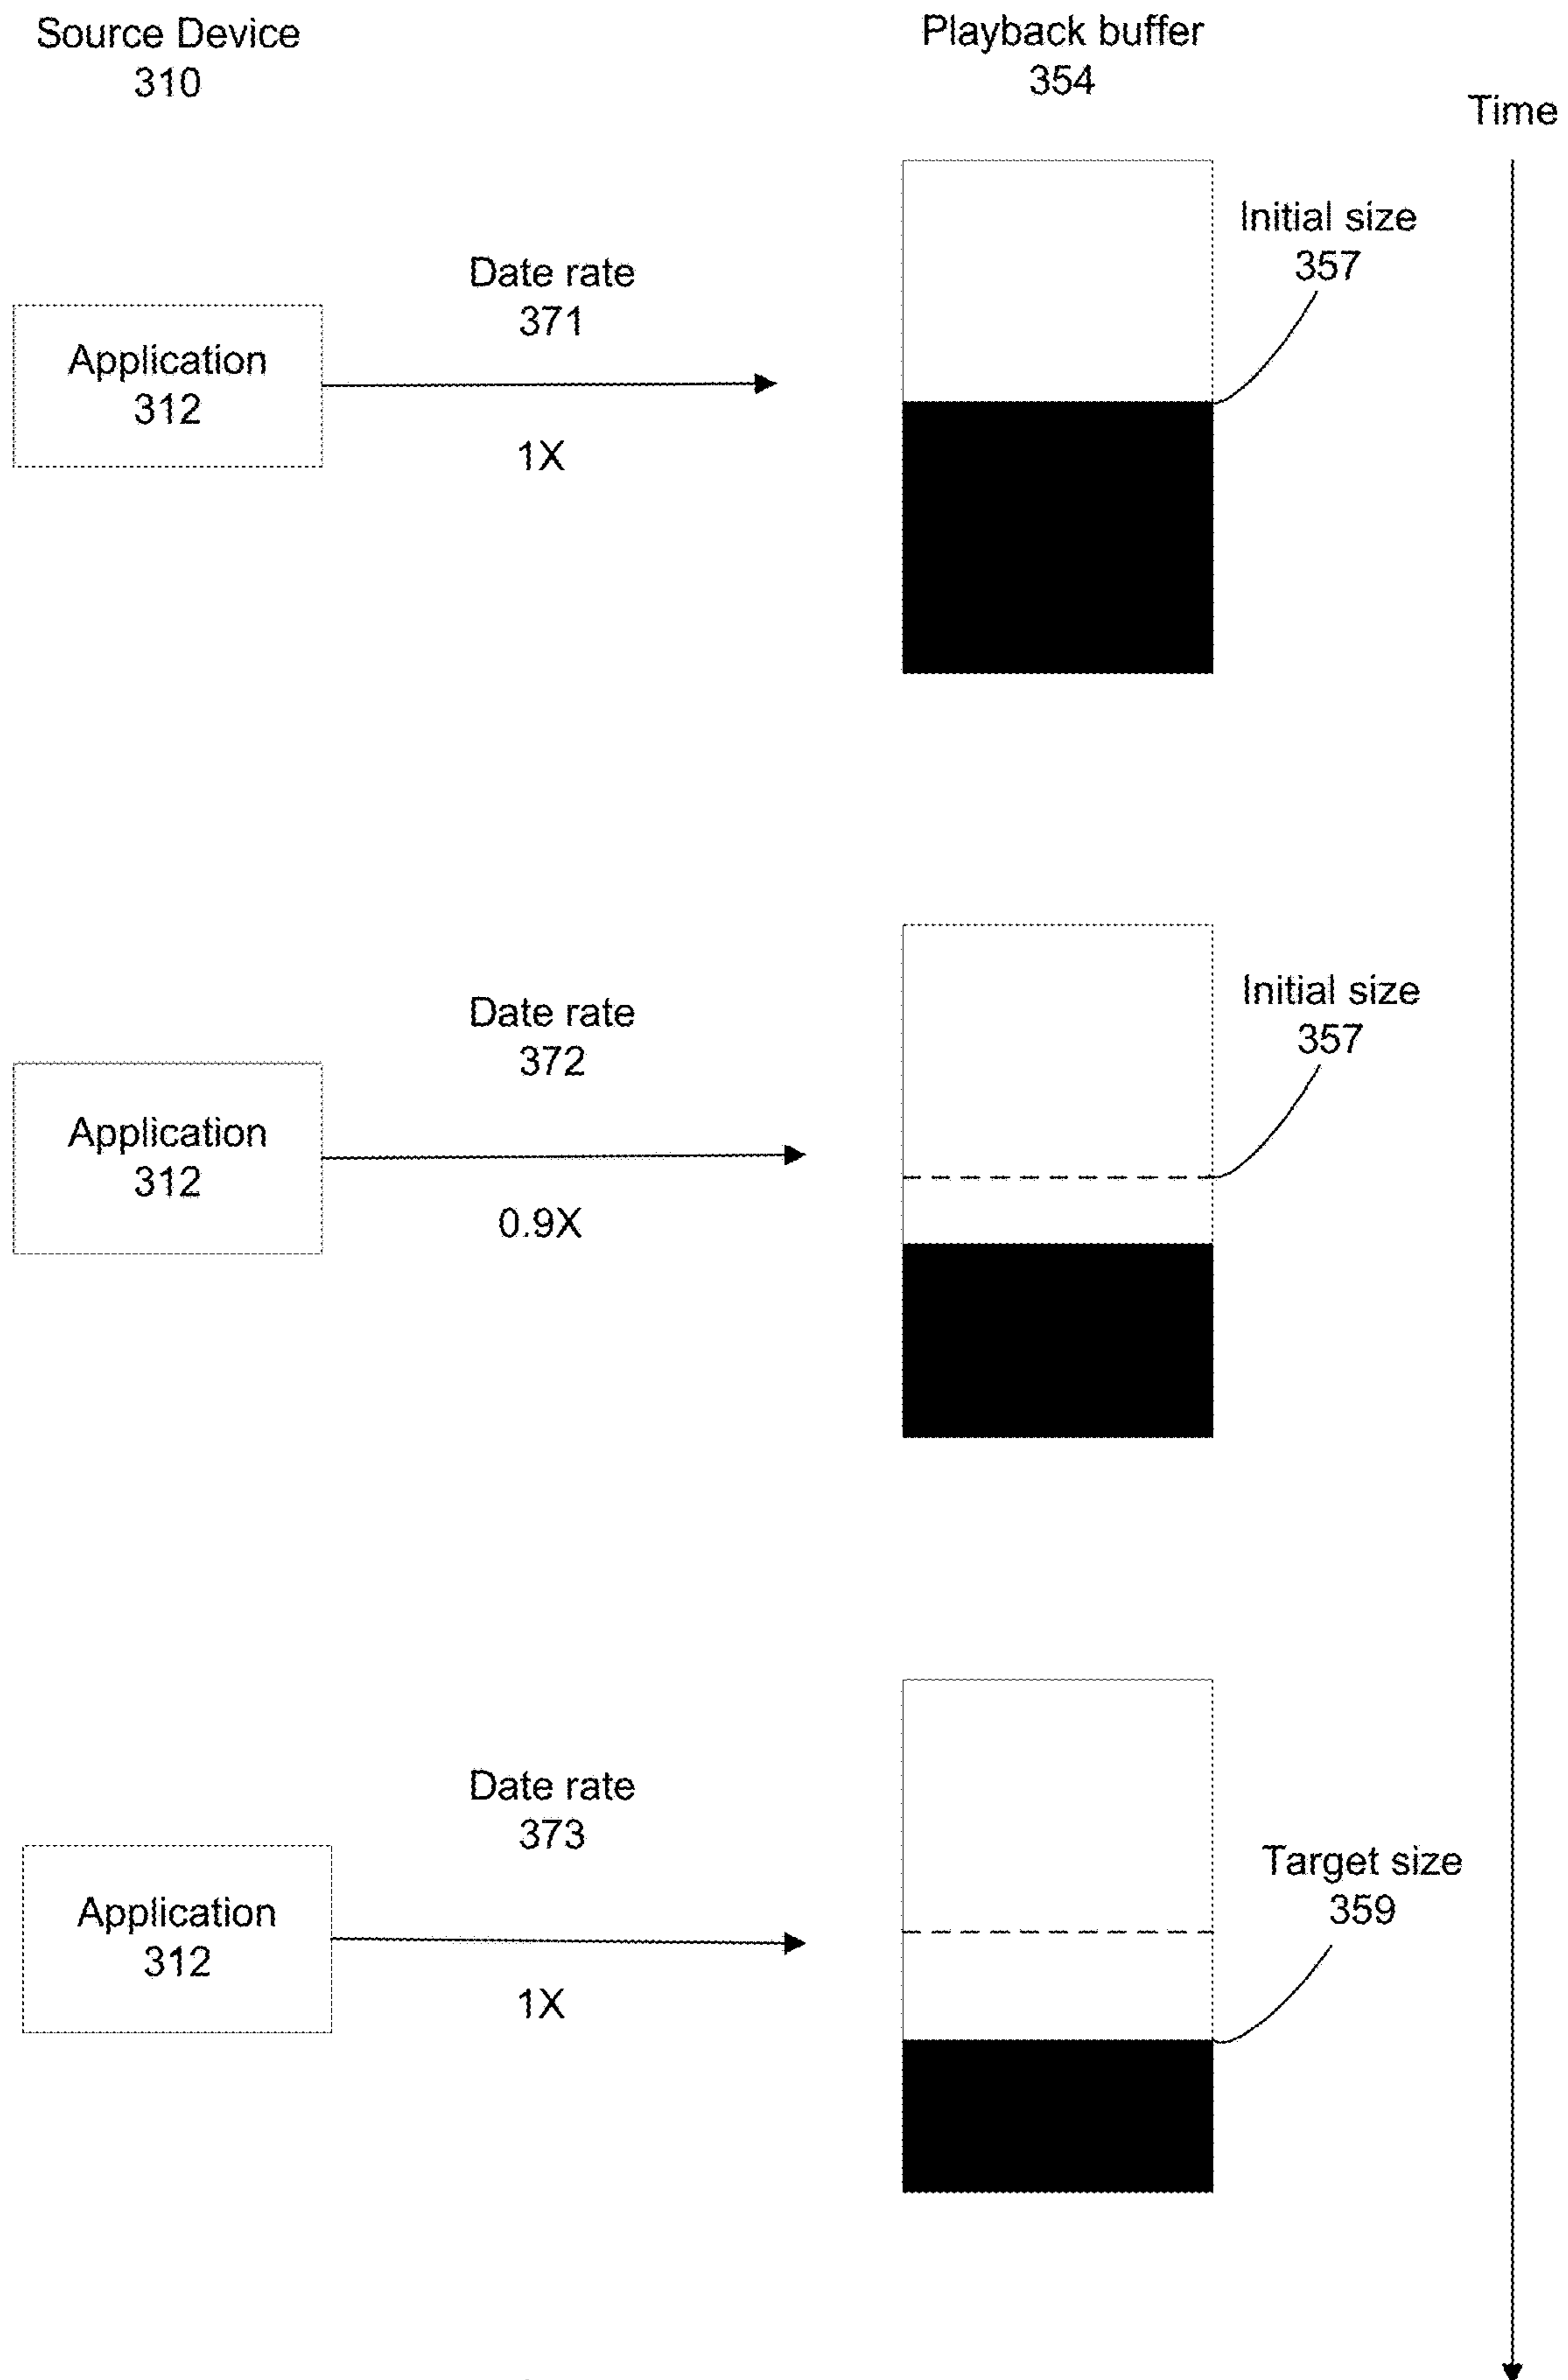 Source Device
310
Playback buffer
354
Time
Initial size
357
Date rate
371
Application
312
1X
Initial size
357
Date rate
372
Application
312
0.9X
Date rate
373
Target size
359
Application
312
1X